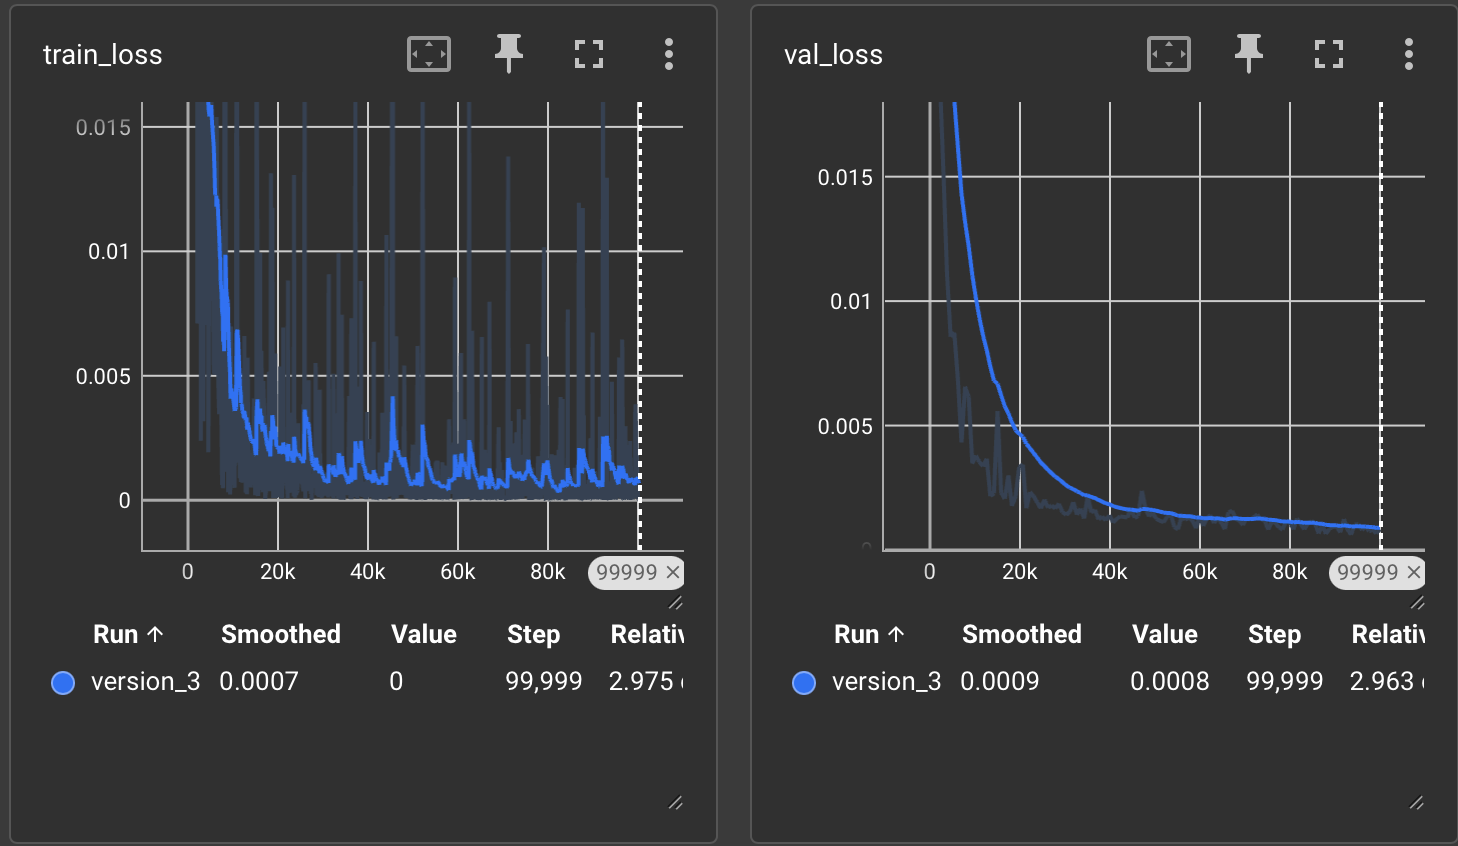 train_loss
0.015
0.01
0.005
0
0 20k 40k 60k 80k 99999
Run ↑ Smoothed Value Step Relativ
version_3 0.0007 0 99,999 2.975
val_loss
0.015
0.01
0.005
0 20k 40k 60k 80k 99999
Run ↑ Smoothed Value Step Relativ
version_3 0.0009 0.0008 99,999 2.963